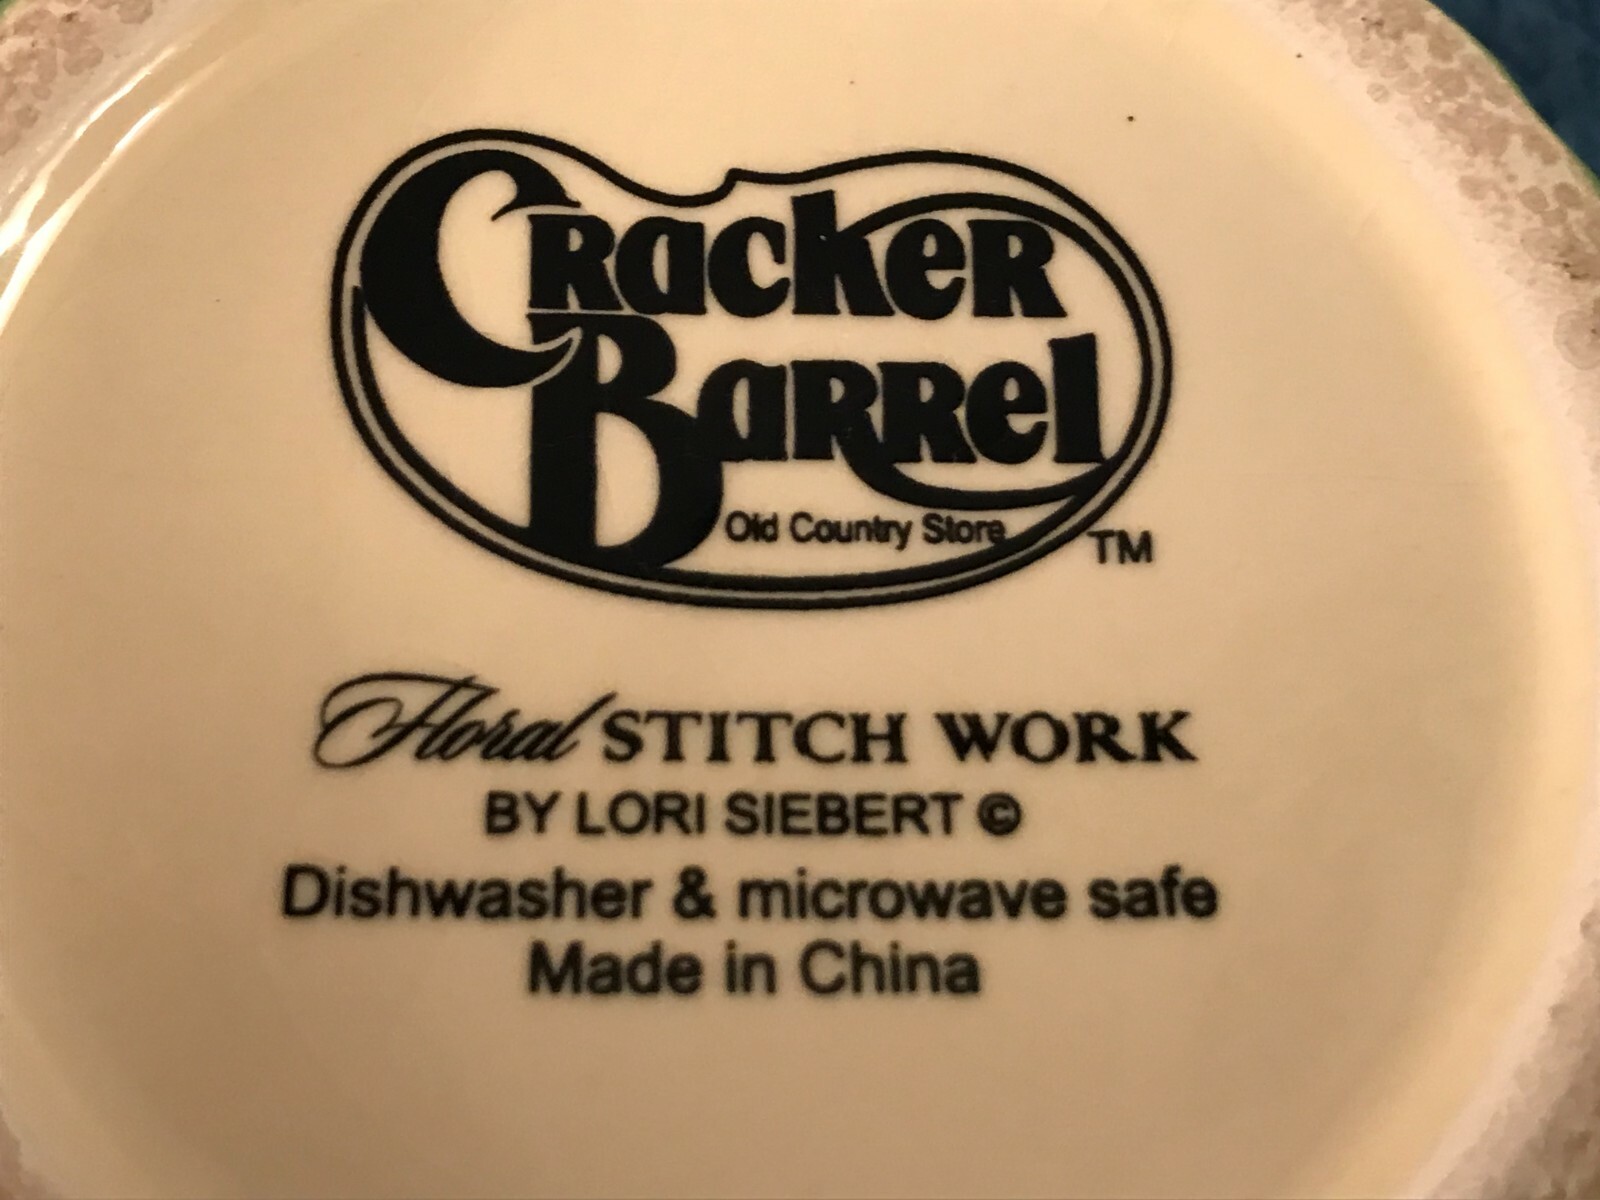 Cracker
Barrel
Old Country Store
TM
Floral STITCH WORK
BY LORI SIEBERT ©
Dishwasher & microwave safe
Made in China